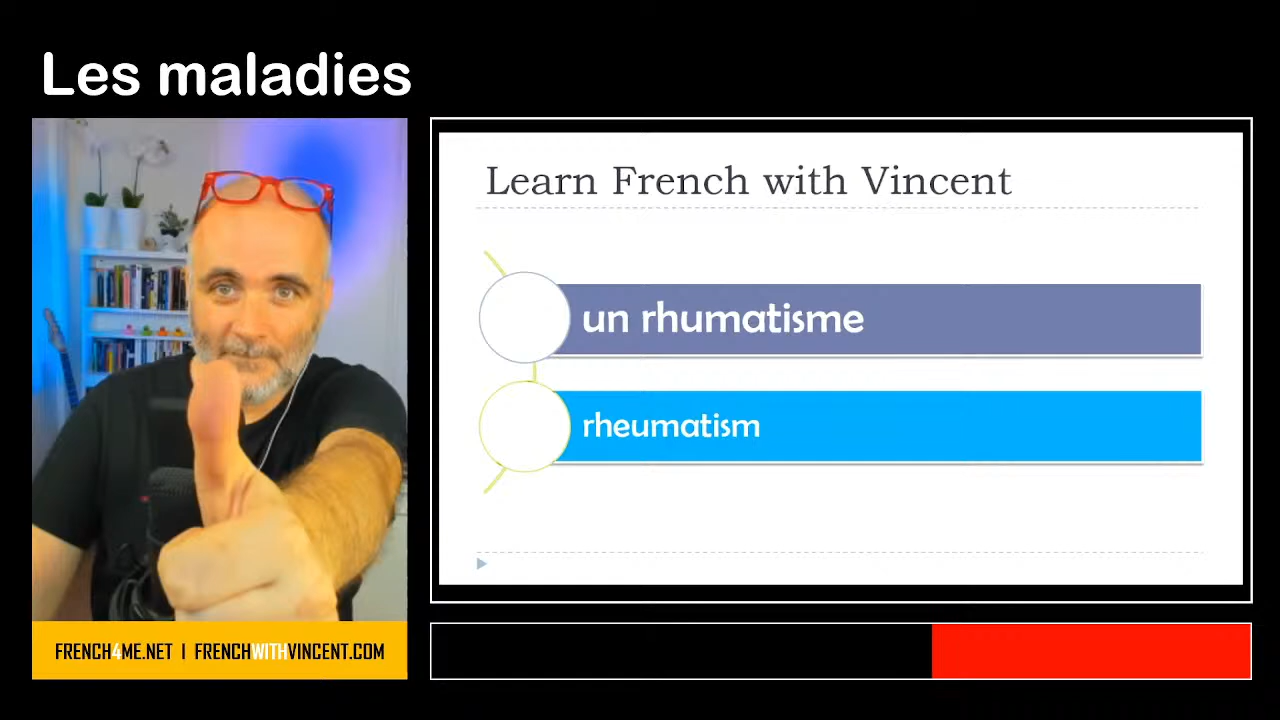 Les maladies
Learn French with Vincent
un rhumatisme
rheumatism
FRENCH4ME.NET | FRENCHWITHVINCENT.COM